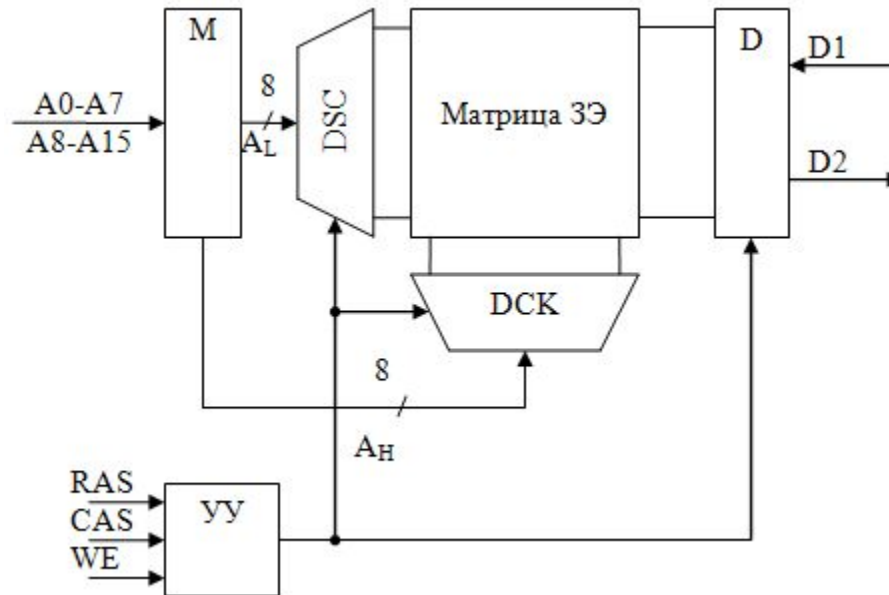 M
D
D1
8
A0-A7
DSC
Матрица ЗЭ
A8-A15
AL
D2
DCK
8
AH
RAS
УУ
CAS
WE